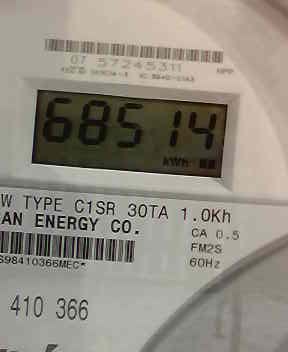 07 57245311
68514
kWh
W TYPE C1SR 30TA 1.0Kh
AN ENERGY CO.
CA 0.5
FM2S
S98410366MEC*
60Hz
410 366